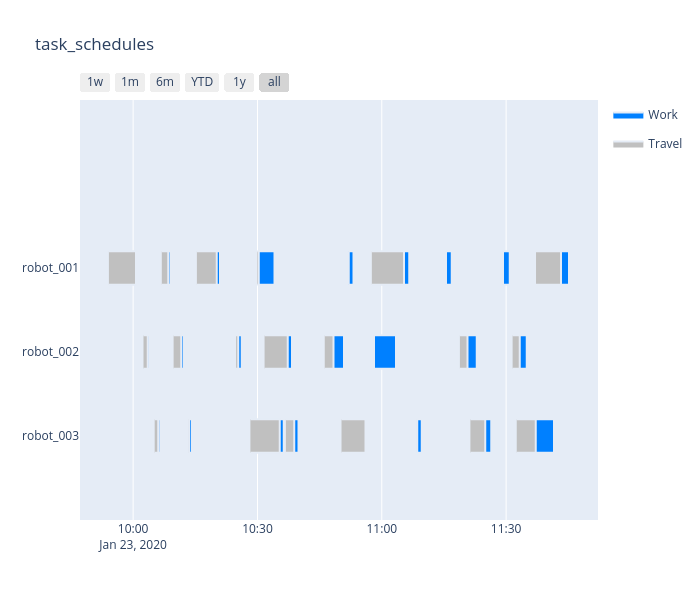 task_schedules
1w 1m 6m YTD 1y all
Work
Travel
robot_001
robot_002
robot_003
10:00 10:30 11:00 11:30
Jan 23, 2020